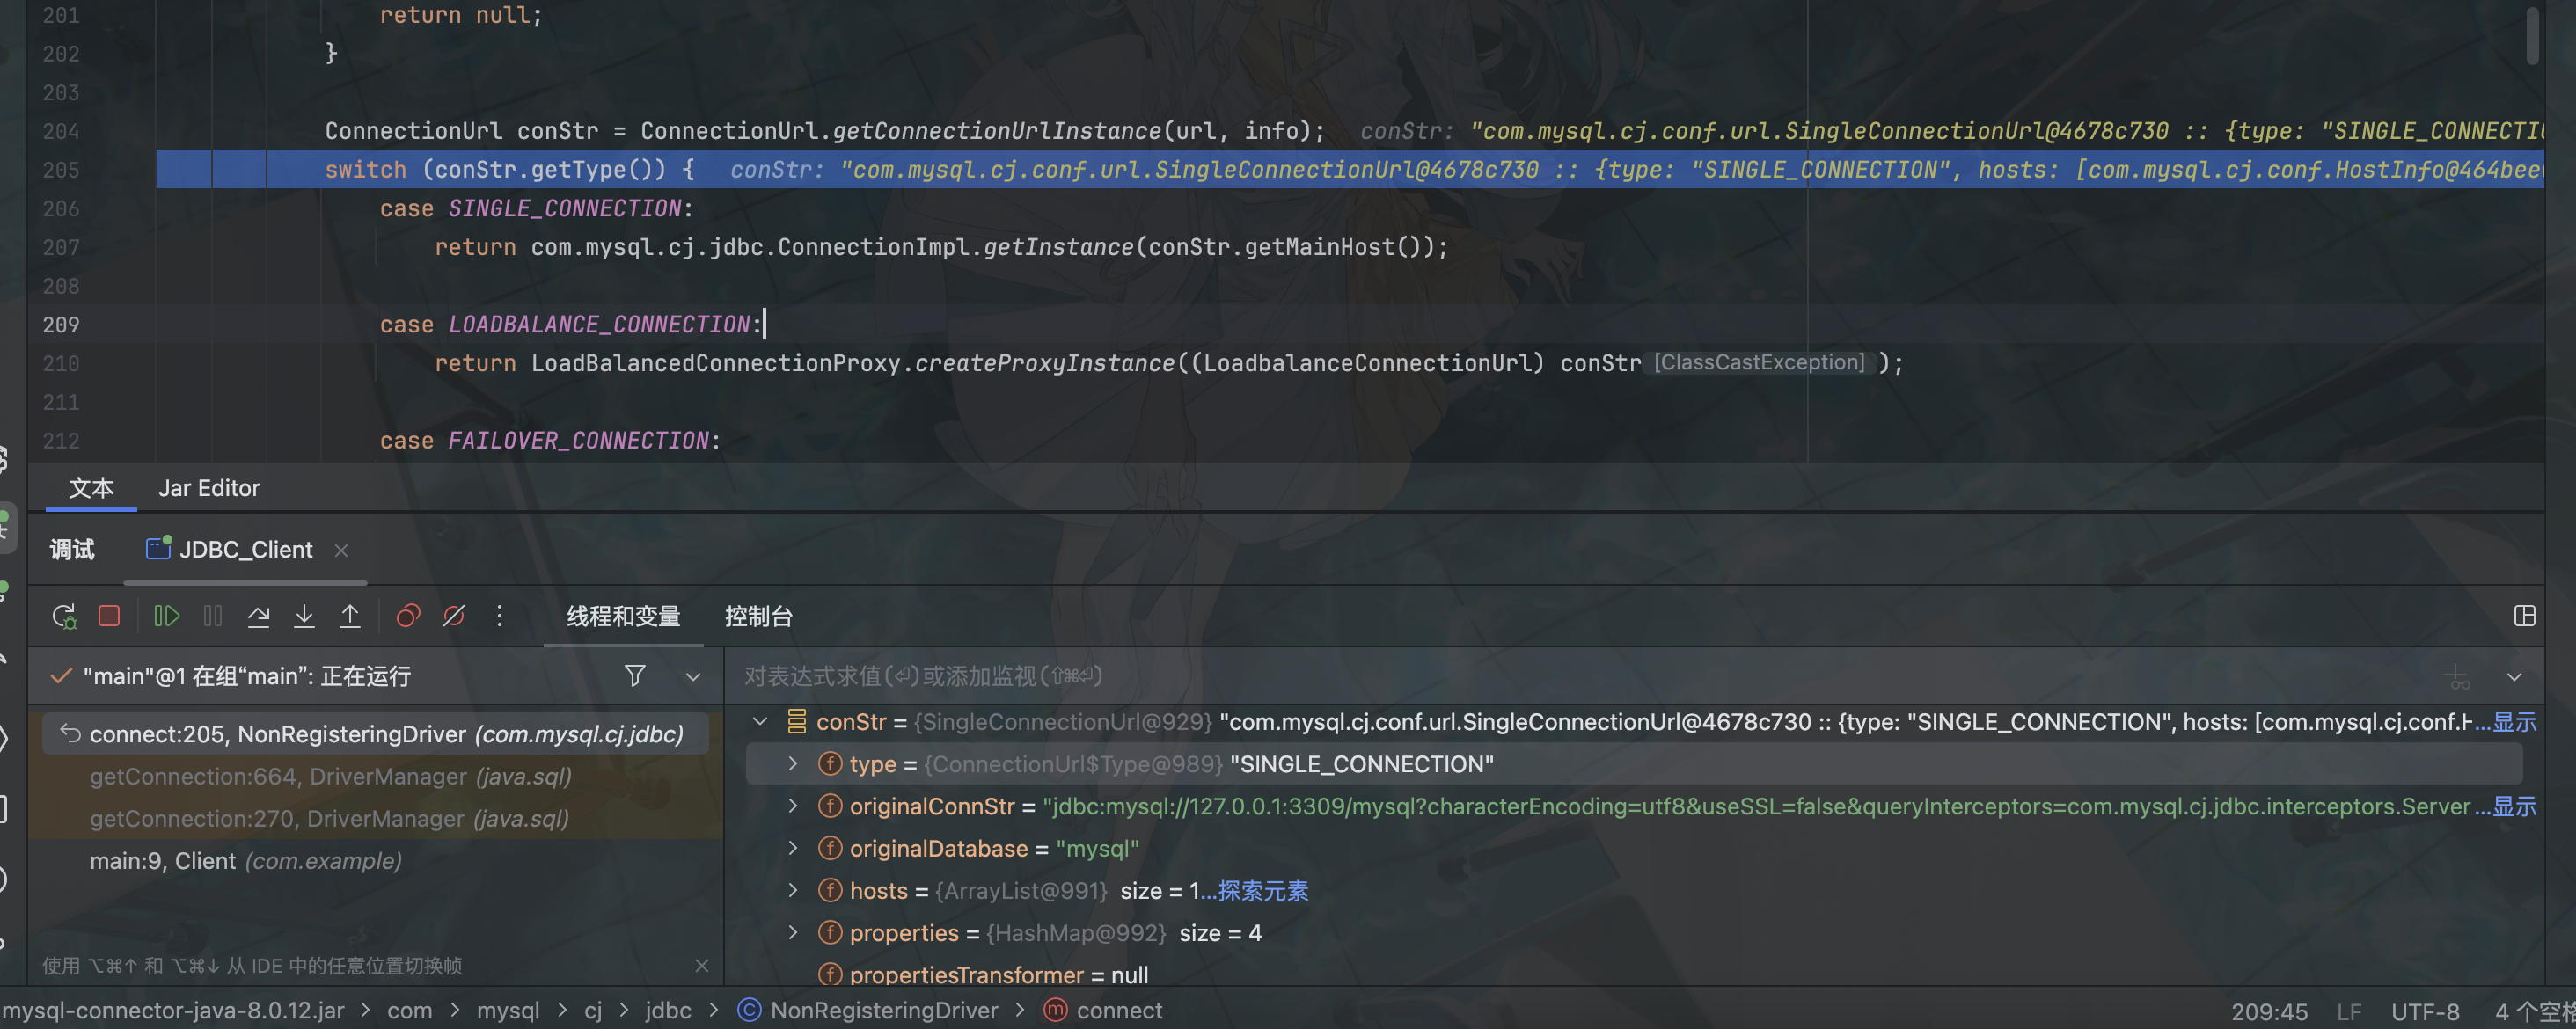 201 return null;
202 }
203
204 ConnectionUrl conStr = ConnectionUrl.getConnectionUrlInstance(url, info); conStr: "com.mysql.cj.conf.url.SingleConnectionUrl@4678c730 :: {type: "SINGLE_CONNECTI
205 switch (conStr.getType()) { conStr: "com.mysql.cj.conf.url.SingleConnectionUrl@4678c730 :: {type: "SINGLE_CONNECTION", hosts: [com.mysql.cj.conf.HostInfo@464bee
206 case SINGLE_CONNECTION:
207 return com.mysql.cj.jdbc.ConnectionImpl.getInstance(conStr.getMainHost());
208
209 case LOADBALANCE_CONNECTION:
210 return LoadBalancedConnectionProxy.createProxyInstance((LoadbalanceConnectionUrl) conStr [ClassCastException] );
211
212 case FAILOVER_CONNECTION:
文本 Jar Editor
调试 JDBC_Client
线程和变量 控制台
"main"@1 在组“main”: 正在运行
对表达式求值(⏎)或添加监视(⇧⌘⏎)
connect:205, NonRegisteringDriver (com.mysql.cj.jdbc)
getConnection:664, DriverManager (java.sql)
getConnection:270, DriverManager (java.sql)
main:9, Client (com.example)
使用 ⌥⌘↑ 和 ⌥⌘↓ 从 IDE 中的任意位置切换帧
conStr = {SingleConnectionUrl@929} "com.mysql.cj.conf.url.SingleConnectionUrl@4678c730 :: {type: "SINGLE_CONNECTION", hosts: [com.mysql.cj.conf.H...显示
type = {ConnectionUrl$Type@989} "SINGLE_CONNECTION"
originalConnStr = "jdbc:mysql://127.0.0.1:3309/mysql?characterEncoding=utf8&useSSL=false&queryInterceptors=com.mysql.cj.jdbc.interceptors.Server...显示
originalDatabase = "mysql"
hosts = {ArrayList@991} size = 1...探索元素
properties = {HashMap@992} size = 4
propertiesTransformer = null
mysql-connector-java-8.0.12.jar > com > mysql > cj > jdbc > NonRegisteringDriver > connect
209:45 LF UTF-8 4 个空格